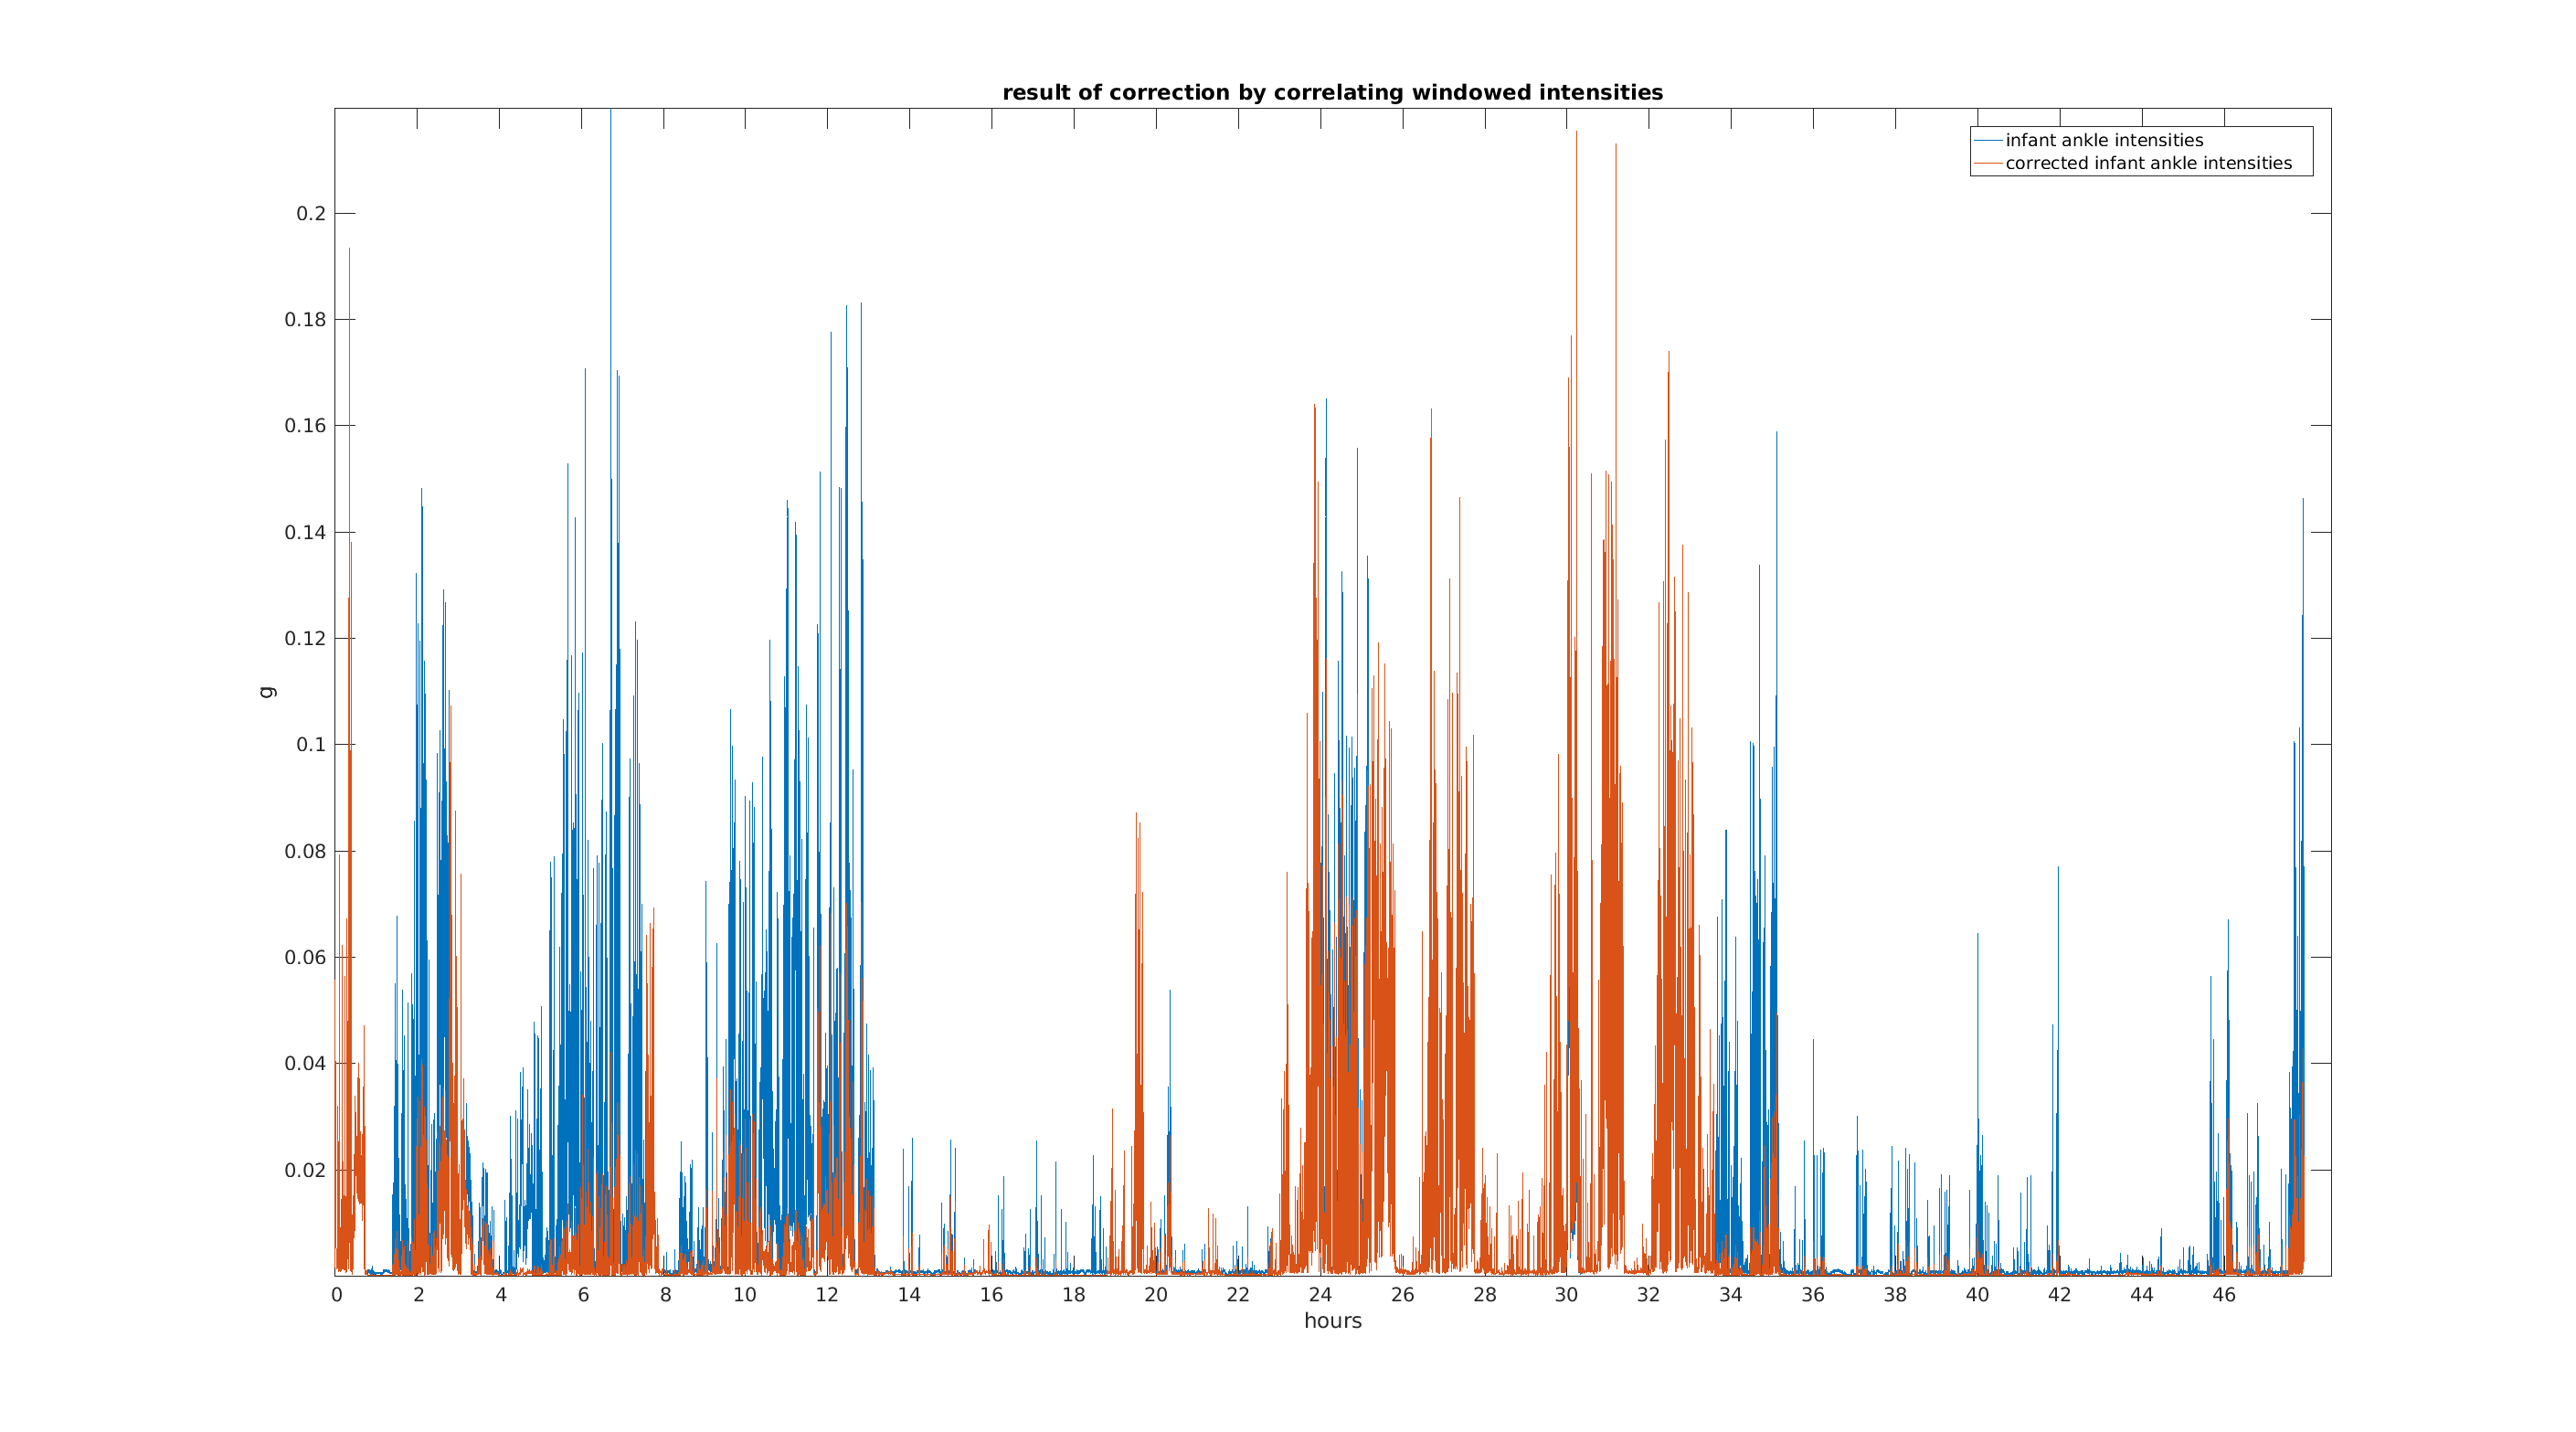 result of correction by correlating windowed intensities
infant ankle intensities
corrected infant ankle intensities
0.2
0.18
0.16
0.14
0.12
0.1
0.08
0.06
0.04
0.02
g
0 2 4 6 8 10 12 14 16 18 20 22 24 26 28 30 32 34 36 38 40 42 44 46
hours